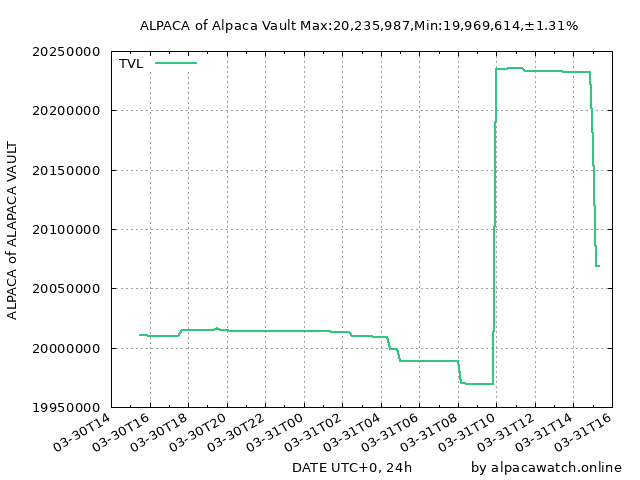 ALPACA of Alpaca Vault Max:20,235,987,Min:19,969,614,±1.31%
TVL
20250000
20200000
20150000
20100000
20050000
20000000
19950000
ALPACA of ALAPACA VAULT
03-30T14
03-30T16
03-30T18
03-30T20
03-30T22
03-31T00
03-31T02
03-31T04
03-31T06
03-31T08
03-31T10
03-31T12
03-31T14
03-31T16
DATE UTC+0, 24h
by alpacawatch.online